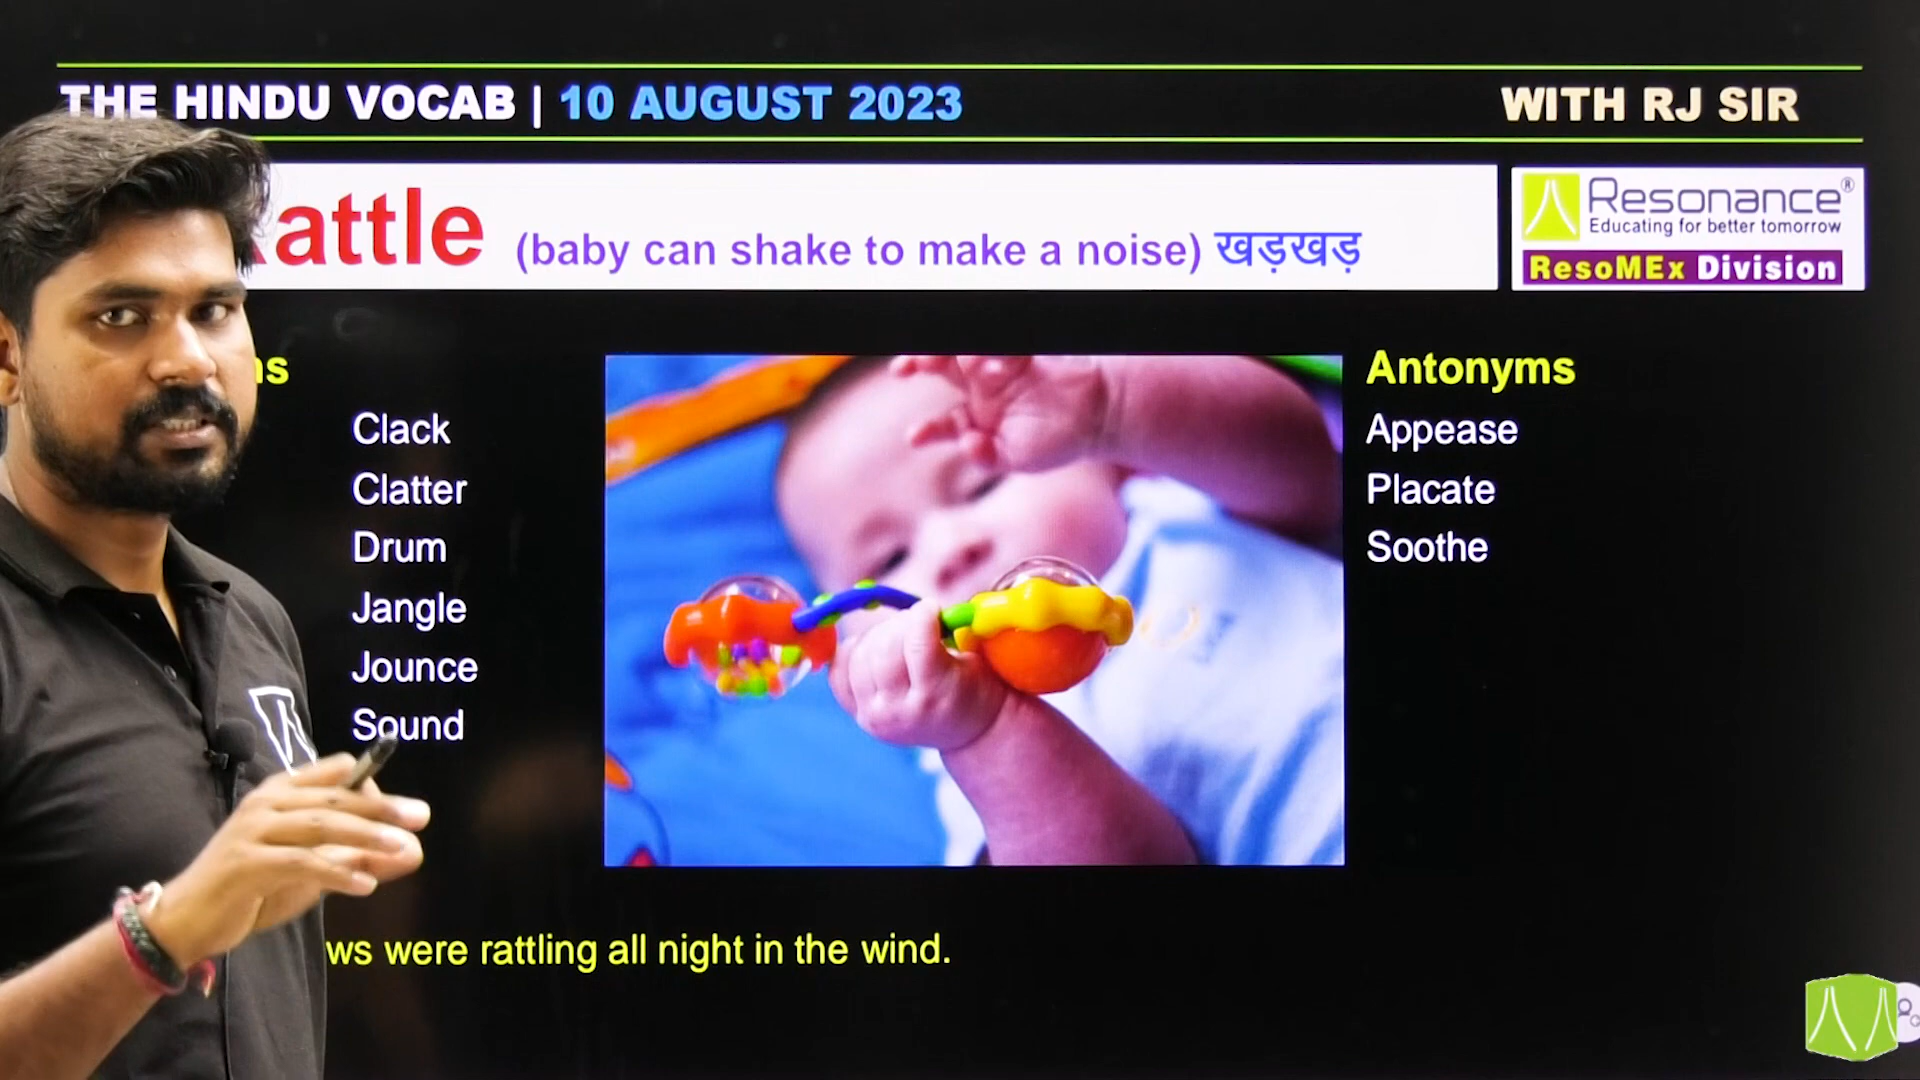 THE HINDU VOCAB | 10 AUGUST 2023
WITH RJ SIR
attle (baby can shake to make a noise) खड़खड़
Resonance®
Educating for better tomorrow
ResoMEx Division
Clack
Clatter
Drum
Jangle
Jounce
Sound
Antonyms
Appease
Placate
Soothe
were rattling all night in the wind.